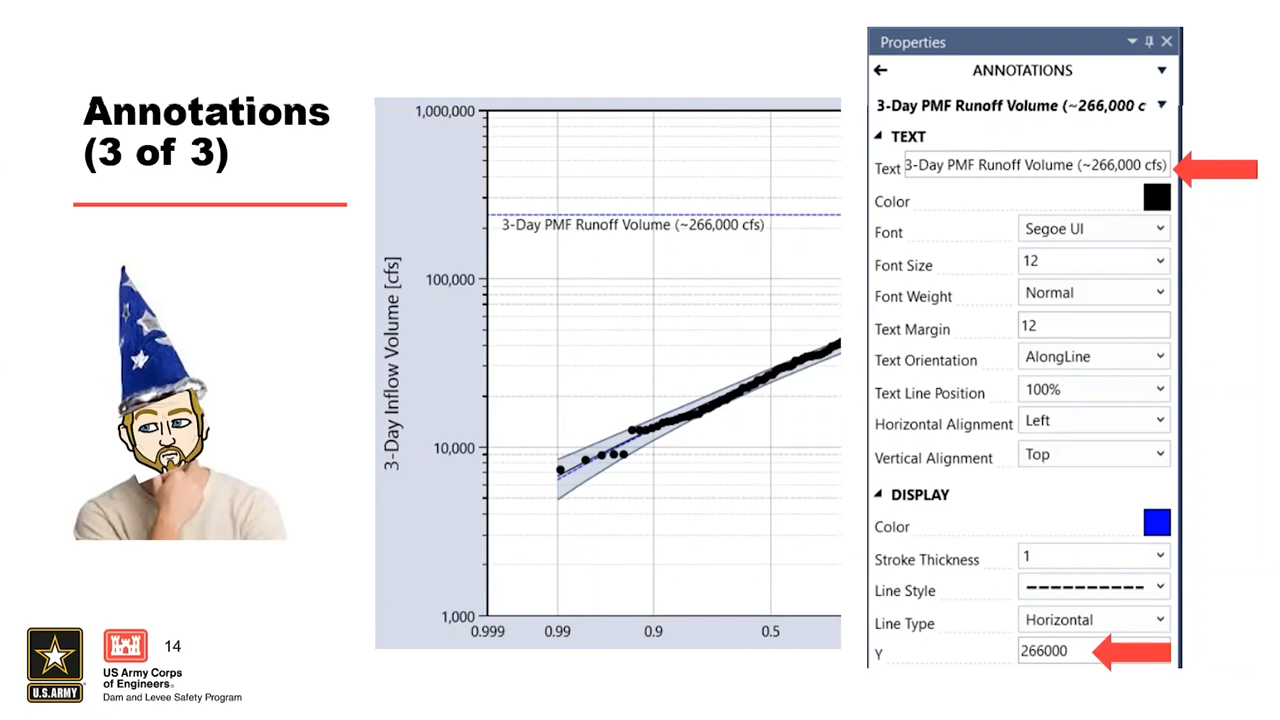 Annotations
(3 of 3)
1,000,000
100,000
10,000
1,000
3-Day Inflow Volume [cfs]
3-Day PMF Runoff Volume (~266,000 cfs)
0.999
0.99
0.9
0.5
Properties
ANNOTATIONS
3-Day PMF Runoff Volume (~266,000 c
TEXT
Text 3-Day PMF Runoff Volume (~266,000 cfs)
Color
Font Segoe UI
Font Size 12
Font Weight Normal
Text Margin 12
Text Orientation AlongLine
Text Line Position 100%
Horizontal Alignment Left
Vertical Alignment Top
DISPLAY
Color
Stroke Thickness 1
Line Style
Line Type Horizontal
Y 266000
U.S.ARMY
US Army Corps
of Engineers®
Dam and Levee Safety Program
14